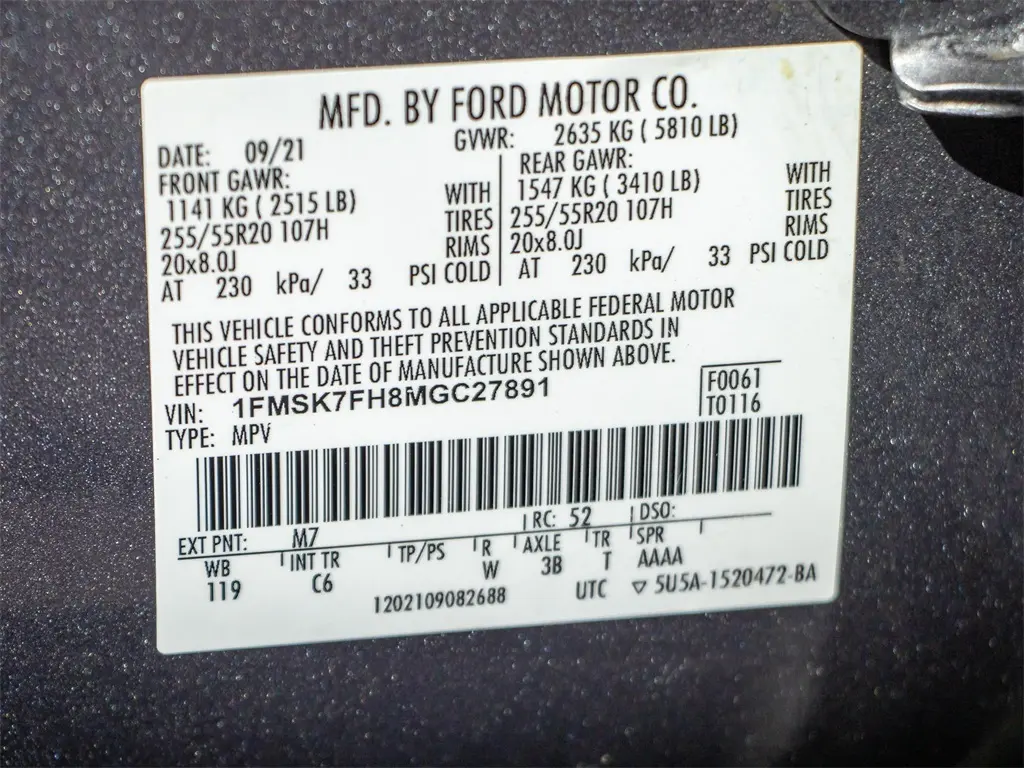 MFD. BY FORD MOTOR CO.
DATE: 09/21 GVWR: 2635 KG ( 5810 LB)
FRONT GAWR:
1141 KG ( 2515 LB) WITH
255/55R20 107H TIRES
20x8.0J RIMS
AT 230 kPa/ 33 PSI COLD
REAR GAWR:
1547 KG ( 3410 LB) WITH
255/55R20 107H TIRES
20x8.0J RIMS
AT 230 kPa/ 33 PSI COLD
THIS VEHICLE CONFORMS TO ALL APPLICABLE FEDERAL MOTOR
VEHICLE SAFETY AND THEFT PREVENTION STANDARDS IN
EFFECT ON THE DATE OF MANUFACTURE SHOWN ABOVE.
VIN: 1FMSK7FH8MGC27891
TYPE: MPV
F0061
T0116
EXT PNT: M7 RC: 52 DSO:
WB INT TR TP/PS R AXLE TR SPR
119 C6 W 3B T AAAA
1202109082688 UTC ▽ 5U5A-1520472-BA